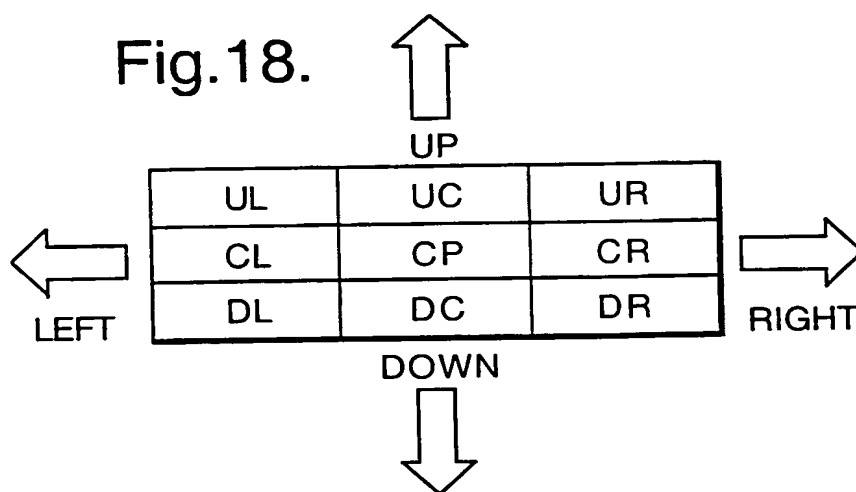 Fig.18.
UP
UL UC UR
CL CP CR
DL DC DR
LEFT RIGHT
DOWN